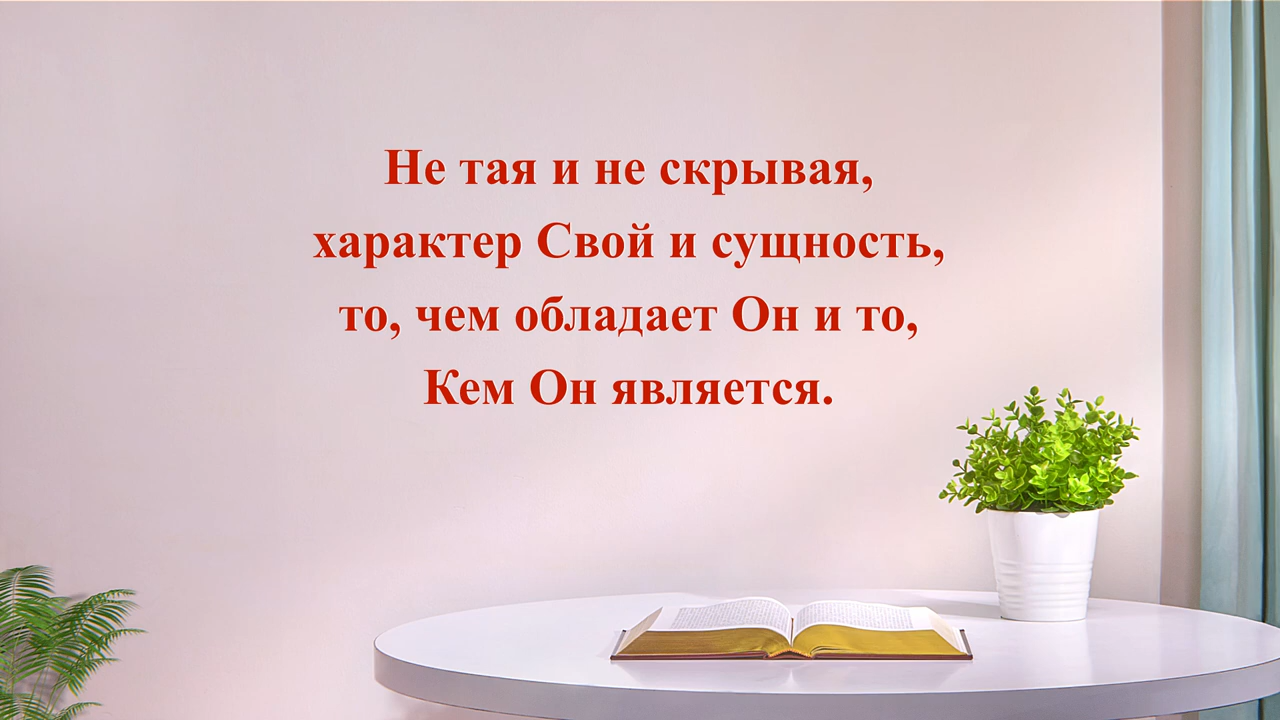 Не тая и не скрывая,
характер Свой и сущность,
то, чем обладает Он и то,
Кем Он является.